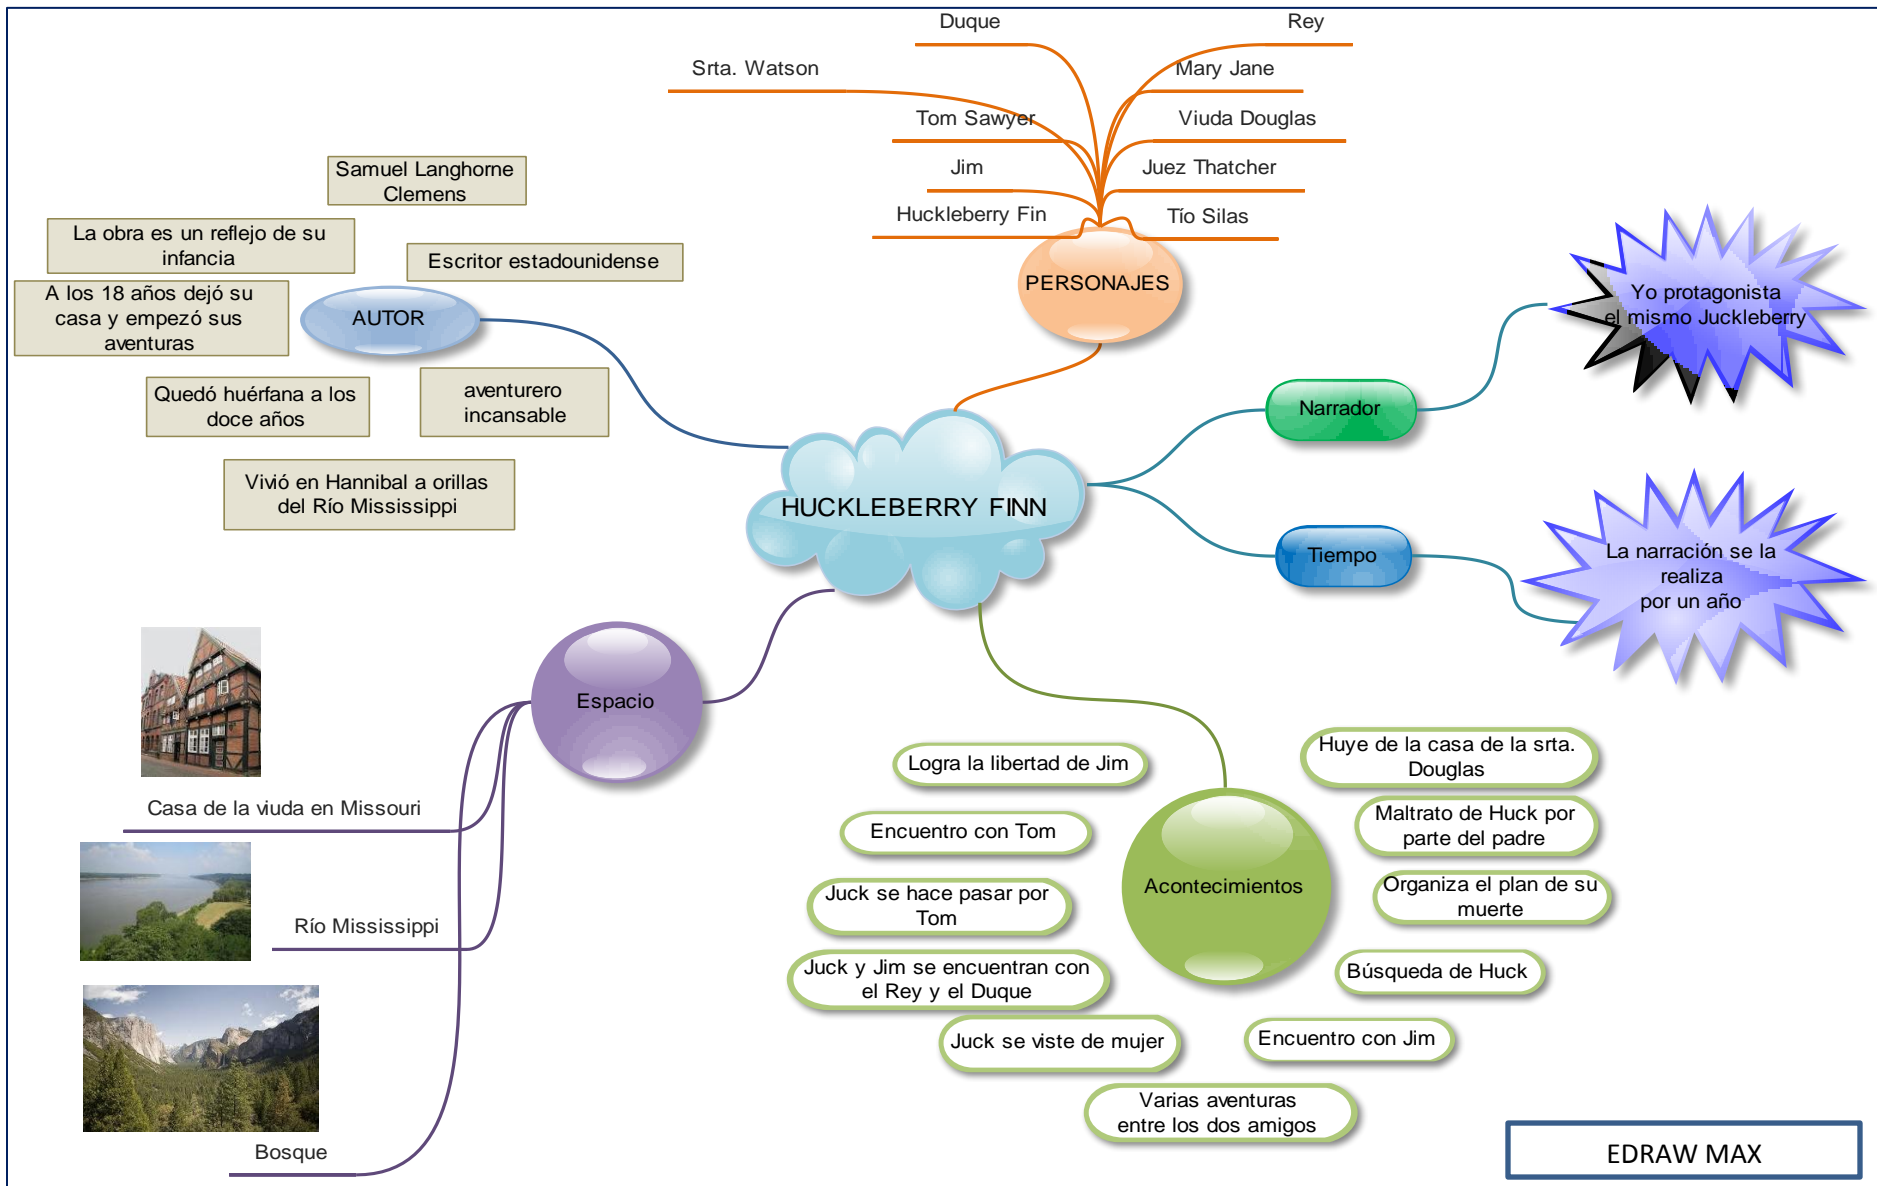 Duque
Rey
Srta. Watson
Mary Jane
Tom Sawyer
Viuda Douglas
Jim
Juez Thatcher
Huckleberry Fin
Tío Silas
PERSONAJES
Samuel Langhorne
Clemens
La obra es un reflejo de su
infancia
Escritor estadounidense
A los 18 años dejó su
casa y empezó sus
aventuras
AUTOR
Quedó huérfana a los
doce años
aventurero
incansable
Vivió en Hannibal a orillas
del Río Mississippi
HUCKLEBERRY FINN
Narrador
Yo protagonista
el mismo Juckleberry
Tiempo
La narración se la
realiza
por un año
Espacio
Casa de la viuda en Missouri
Río Mississippi
Bosque
Acontecimientos
Huye de la casa de la srta.
Douglas
Maltrato de Huck por
parte del padre
Organiza el plan de su
muerte
Búsqueda de Huck
Encuentro con Jim
Varias aventuras
entre los dos amigos
Juck se viste de mujer
Juck y Jim se encuentran con
el Rey y el Duque
Juck se hace pasar por
Tom
Encuentro con Tom
Logra la libertad de Jim
EDRAW MAX